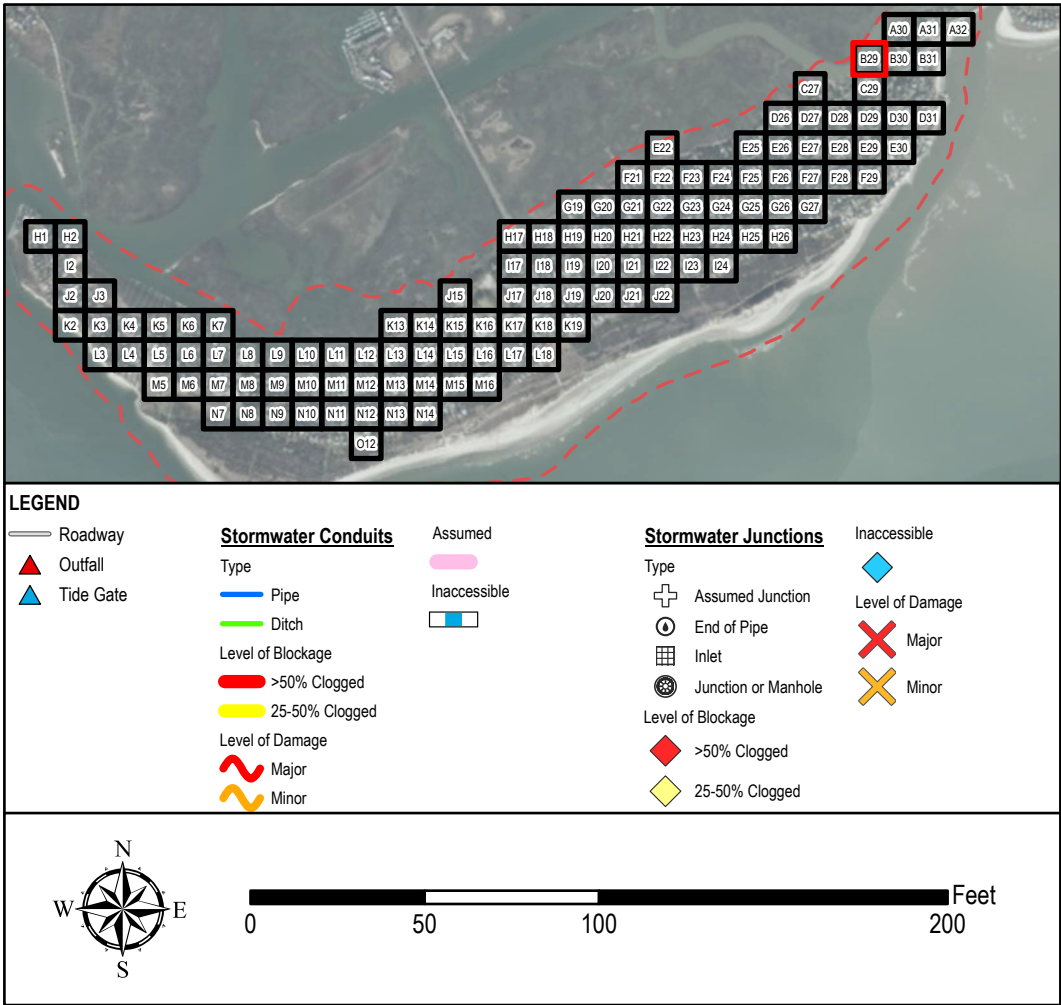 A30 A31 A32
B29 B30 B31
C27 C29
D26 D27 D28 D29 D30 D31
E22 E25 E26 E27 E28 E29 E30
F21 F22 F23 F24 F25 F26 F27 F28 F29
G19 G20 G21 G22 G23 G24 G25 G26 G27
H1 H2 H17 H18 H19 H20 H21 H22 H23 H24 H25 H26
I2 I17 I18 I19 I20 I21 I22 I23 I24
J2 J3 J15 J17 J18 J19 J20 J21 J22
K2 K3 K4 K5 K6 K7 K13 K14 K15 K16 K17 K18 K19
L3 L4 L5 L6 L7 L8 L9 L10 L11 L12 L13 L14 L15 L16 L17 L18
M5 M6 M7 M8 M9 M10 M11 M12 M13 M14 M15 M16
N7 N8 N9 N10 N11 N12 N13 N14
O12
LEGEND
Roadway
Outfall
Tide Gate
Stormwater Conduits
Type
Pipe
Ditch
Level of Blockage
>50% Clogged
25-50% Clogged
Level of Damage
Major
Minor
Assumed
Inaccessible
Stormwater Junctions
Type
Assumed Junction
End of Pipe
Inlet
Junction or Manhole
Level of Blockage
>50% Clogged
25-50% Clogged
Inaccessible
Level of Damage
Major
Minor
N
W E
S
Feet
0 50 100 200